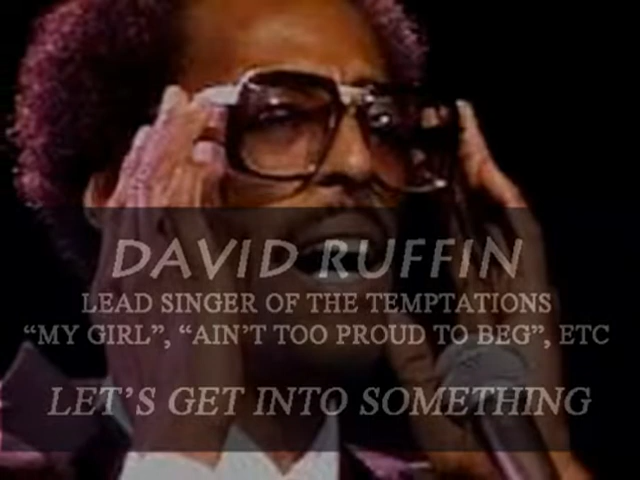 DAVID RUFFIN
LEAD SINGER OF THE TEMPTATIONS
“MY GIRL”, “AIN’T TOO PROUD TO BEG”, ETC
LET’S GET INTO SOMETHING